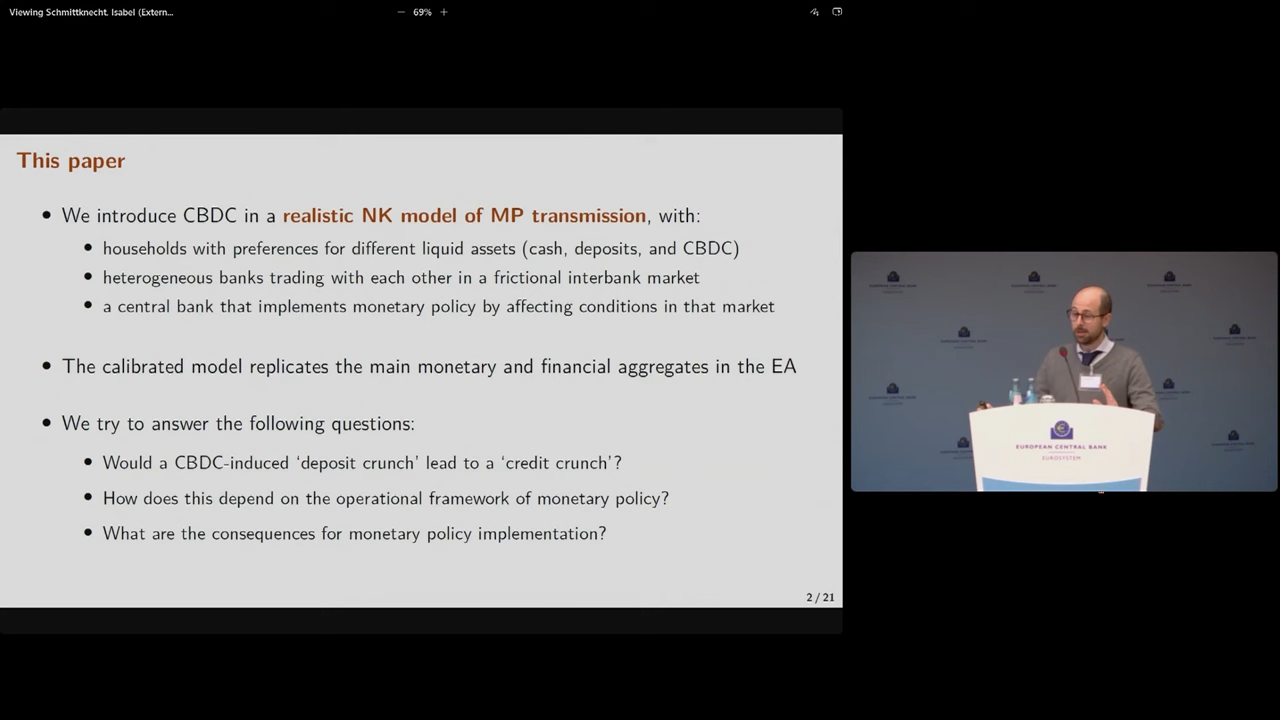 Viewing Schmittknecht, Isabel (Extern...
69%
This paper
We introduce CBDC in a realistic NK model of MP transmission, with:
households with preferences for different liquid assets (cash, deposits, and CBDC)
heterogeneous banks trading with each other in a frictional interbank market
a central bank that implements monetary policy by affecting conditions in that market
The calibrated model replicates the main monetary and financial aggregates in the EA
We try to answer the following questions:
Would a CBDC-induced ‘deposit crunch’ lead to a ‘credit crunch’?
How does this depend on the operational framework of monetary policy?
What are the consequences for monetary policy implementation?
2 / 21
EUROPEAN CENTRAL BANK
EUROSYSTEM